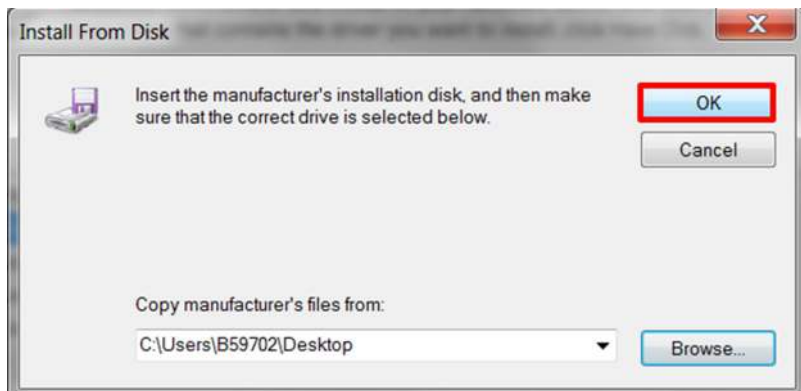 Install From Disk
Insert the manufacturer's installation disk, and then make
sure that the correct drive is selected below.
OK
Cancel
Copy manufacturer's files from:
C:\Users\B59702\Desktop
Browse...